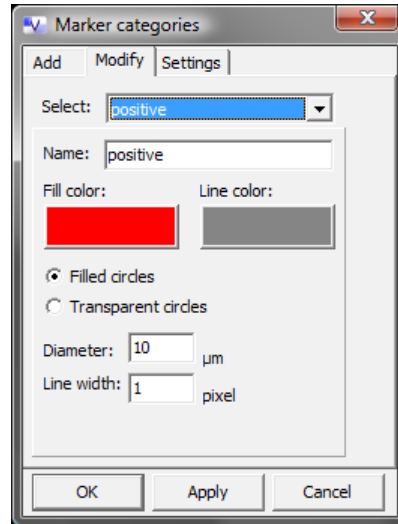 Marker categories
Add Modify Settings
Select: positive
Name: positive
Fill color: Line color:
Filled circles
Transparent circles
Diameter: 10 µm
Line width: 1 pixel
OK Apply Cancel